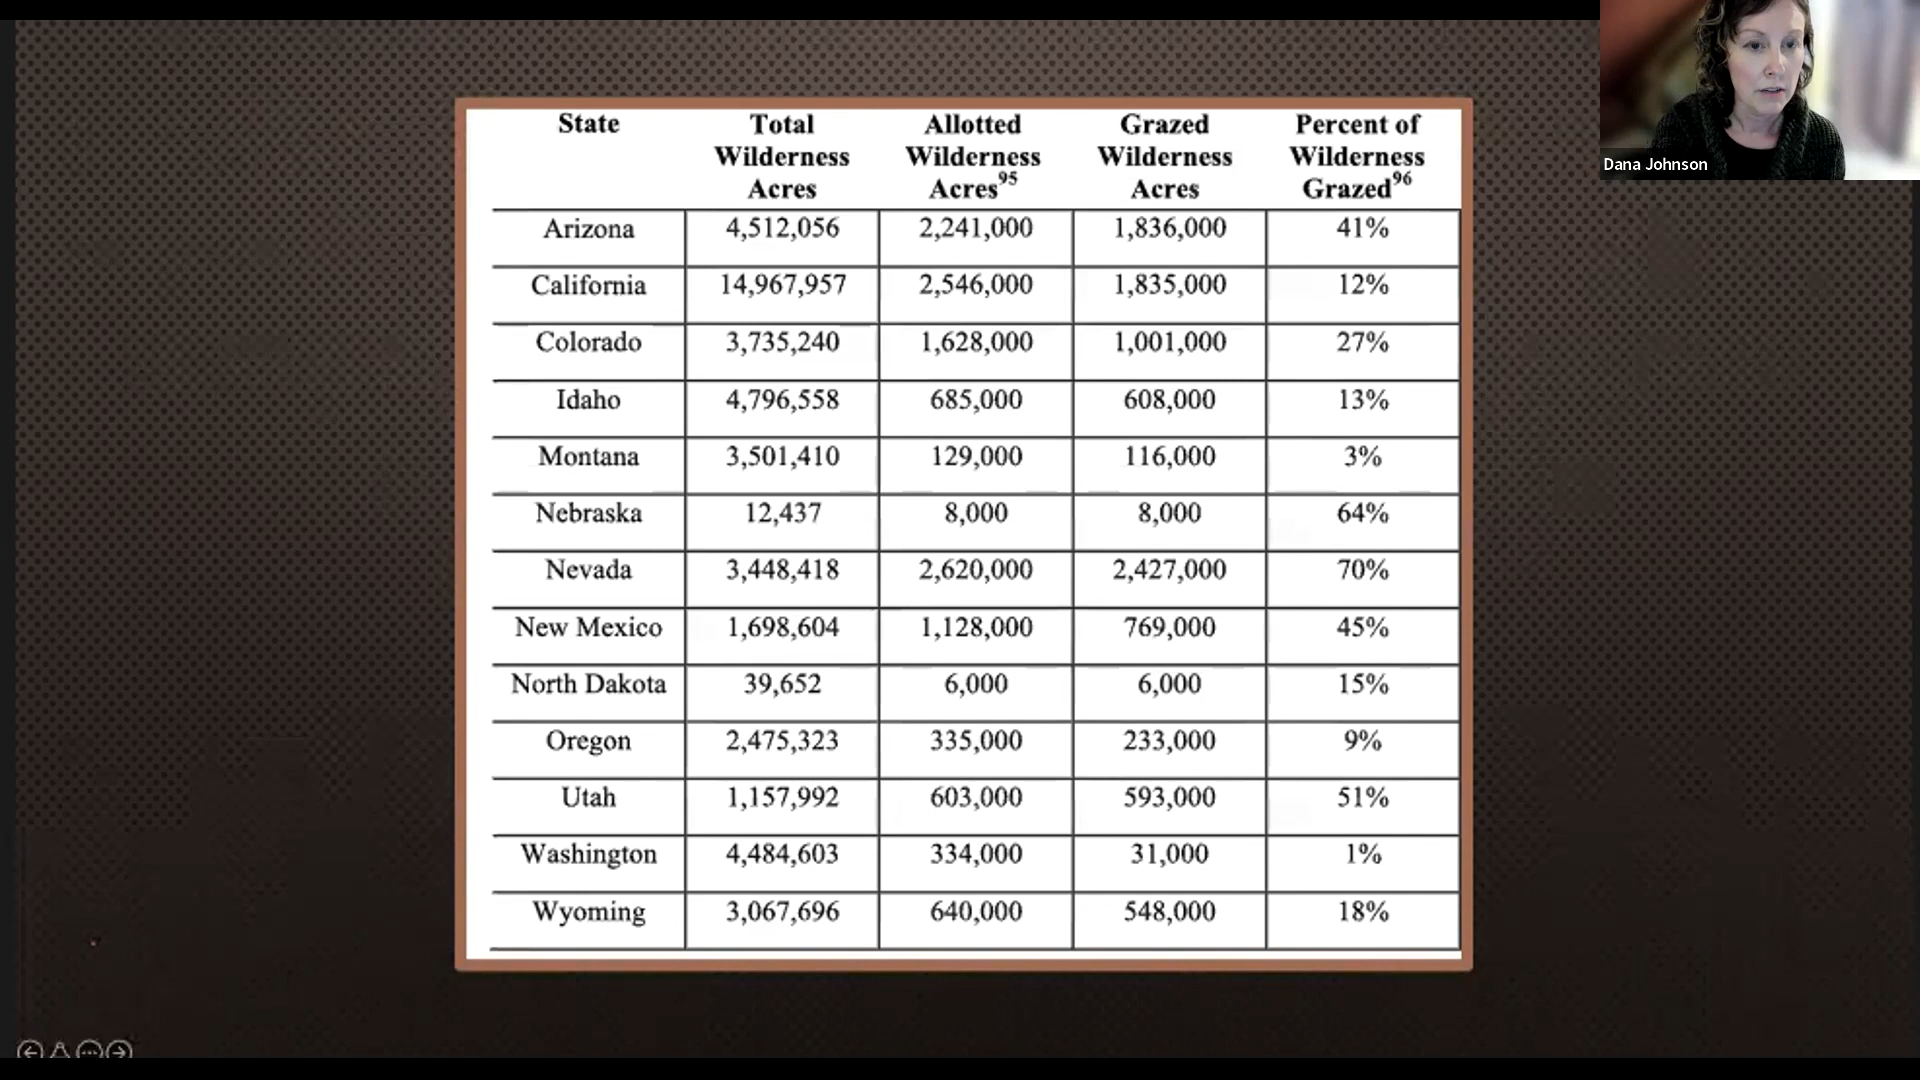 Dana Johnson
State Total Wilderness Acres Allotted Wilderness Acres95 Grazed Wilderness Acres Percent of Wilderness Grazed96
Arizona 4,512,056 2,241,000 1,836,000 41%
California 14,967,957 2,546,000 1,835,000 12%
Colorado 3,735,240 1,628,000 1,001,000 27%
Idaho 4,796,558 685,000 608,000 13%
Montana 3,501,410 129,000 116,000 3%
Nebraska 12,437 8,000 8,000 64%
Nevada 3,448,418 2,620,000 2,427,000 70%
New Mexico 1,698,604 1,128,000 769,000 45%
North Dakota 39,652 6,000 6,000 15%
Oregon 2,475,323 335,000 233,000 9%
Utah 1,157,992 603,000 593,000 51%
Washington 4,484,603 334,000 31,000 1%
Wyoming 3,067,696 640,000 548,000 18%